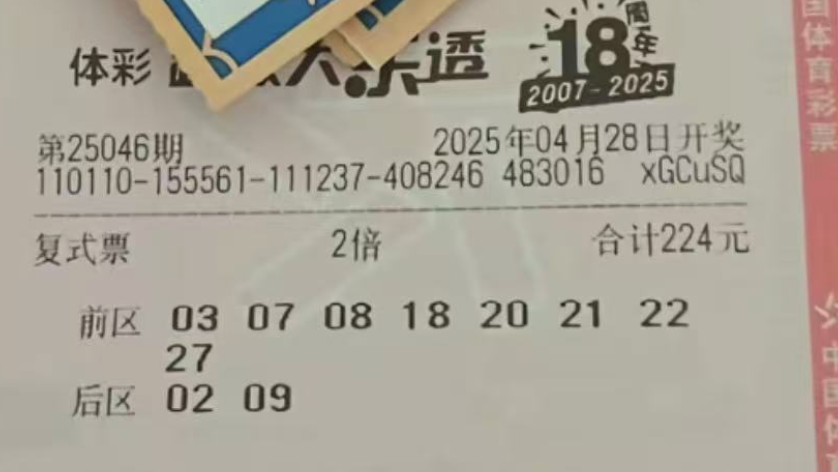 体彩 大乐透
18周年
2007-2025
第25046期 2025年04月28日开奖
110110-155561-111237-408246 483016 xGCuSQ
复式票 2倍 合计224元
前区 03 07 08 18 20 21 22
27
后区 02 09
国体育彩票
中国体